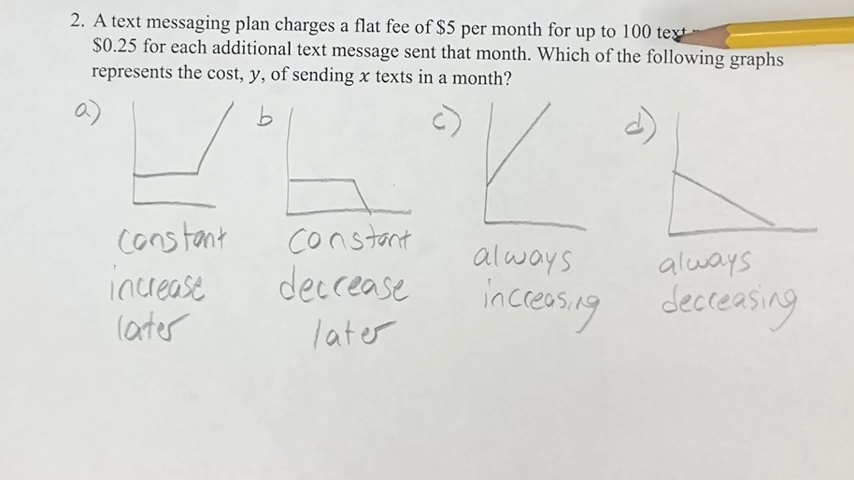 2. A text messaging plan charges a flat fee of $5 per month for up to 100 text
$0.25 for each additional text message sent that month. Which of the following graphs
represents the cost, y, of sending x texts in a month?
a) b c) d)
constant constant always always
increase decrease increasing decreasing
later later